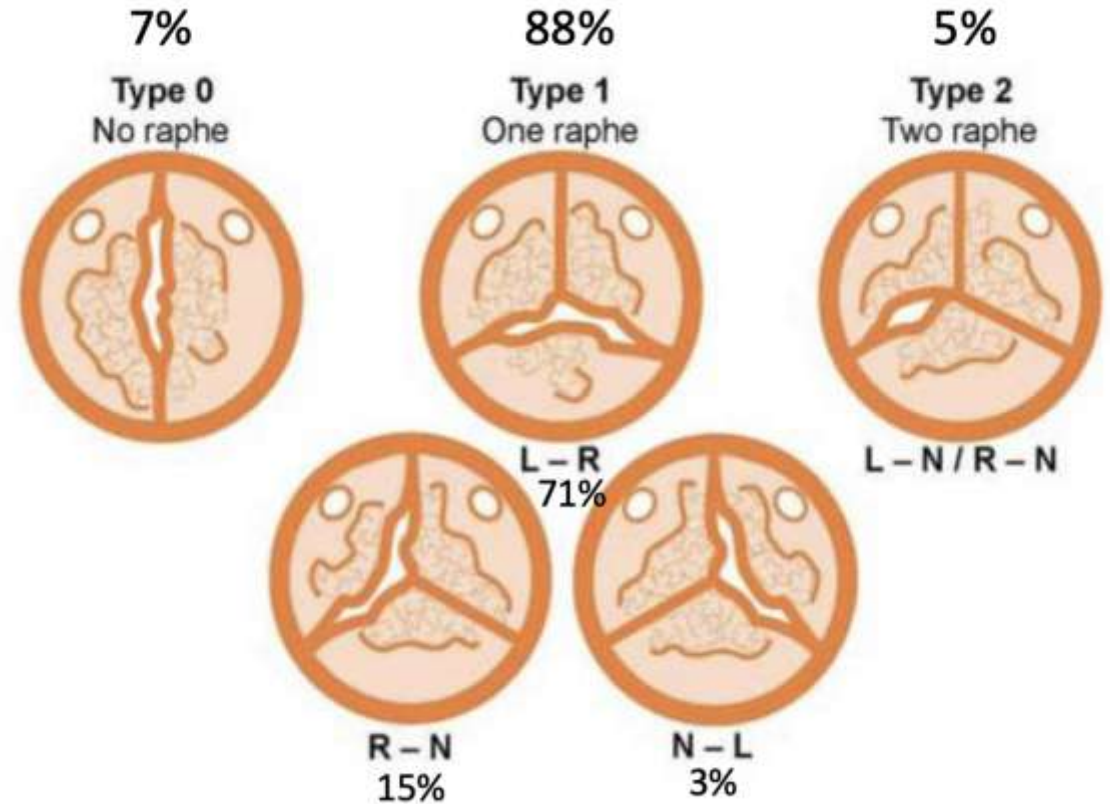 7%
Type 0
No raphe
88%
Type 1
One raphe
5%
Type 2
Two raphe
L – R
71%
L – N / R – N
R – N
15%
N – L
3%